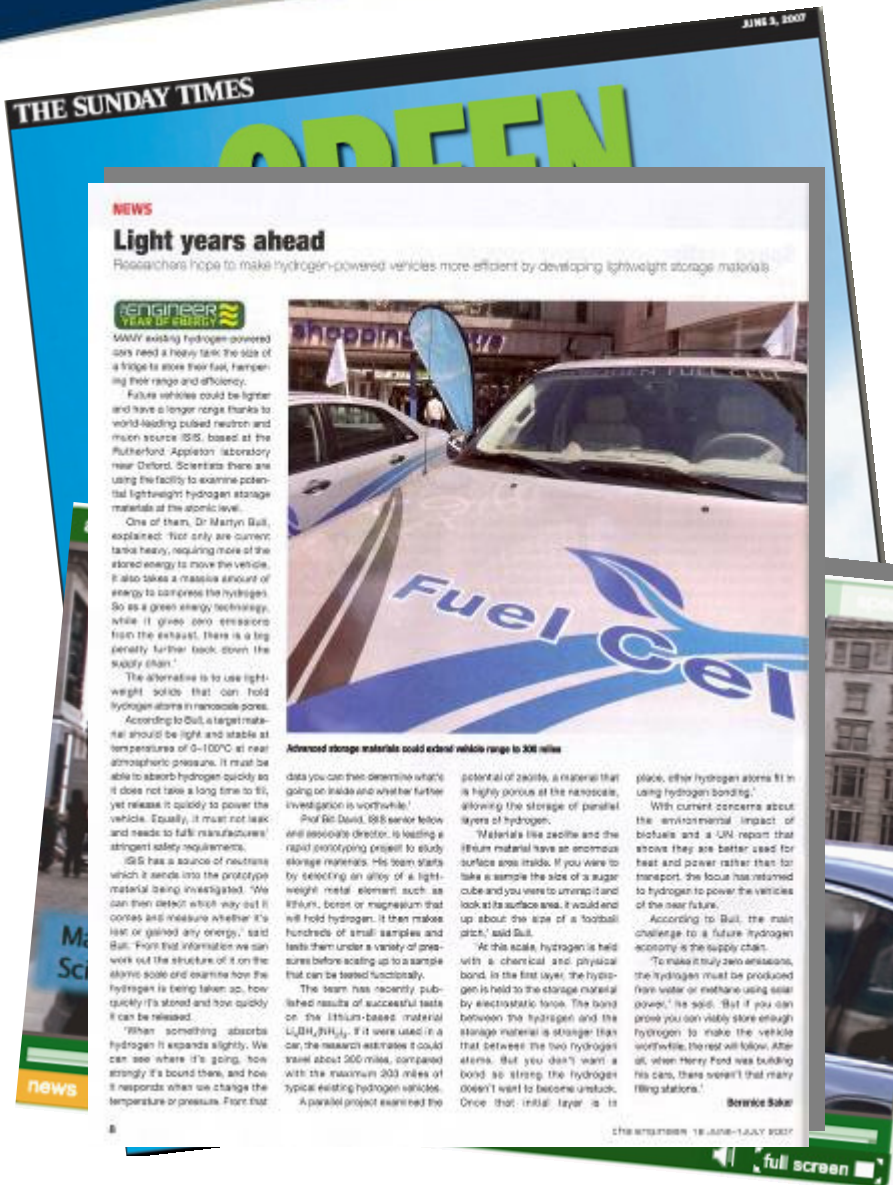 JUNE 3, 2007
THE SUNDAY TIMES
GREEN
NEWS
Light years ahead
Researchers hope to make hydrogen-powered vehicles more efficient by developing lightweight storage materials
THE ENGINEER
YEAR OF ENERGY
MANY existing hydrogen-powered
cars need a heavy tank the size of
a fridge to store their fuel, hamper-
ing their range and efficiency.
Future vehicles could be lighter
and have a longer range thanks to
world-leading pulsed neutron and
muon source ISIS, based at the
Rutherford Appleton laboratory
near Oxford. Scientists there are
using the facility to examine poten-
tial lightweight hydrogen storage
materials at the atomic level.
One of them, Dr Martyn Bull,
explained: 'Not only are current
tanks heavy, requiring more of the
stored energy to move the vehicle,
it also takes a massive amount of
energy to compress the hydrogen.
So as a green energy technology,
while it gives zero emissions
from the exhaust, there is a big
penalty further back down the
supply chain.'
The alternative is to use light-
weight solids that can hold
hydrogen atoms in nanoscale pores.
According to Bull, a target mate-
rial should be light and stable at
temperatures of 0-100°C at near
atmospheric pressure. It must be
able to absorb hydrogen quickly so
it does not take a long time to fill,
yet release it quickly to power the
vehicle. Equally, it must not leak
and needs to fulfil manufacturers'
stringent safety requirements.
ISIS has a source of neutrons
which it sends into the prototype
material being investigated. 'We
can then detect which way out it
comes and measure whether it's
lost or gained any energy,' said
Bull. 'From that information we can
work out the structure of it on the
atomic scale and examine how the
hydrogen is being taken up, how
quickly it's stored and how quickly
it can be released.
'When something absorbs
hydrogen it expands slightly. We
can see where it's going, how
strongly it's bound there, and how
it responds when we change the
temperature or pressure. From that
shopping
Fuel Cel
Advanced storage materials could extend vehicle range to 300 miles
data you can then determine what's
going on inside and whether further
investigation is worthwhile.'
Prof Bill David, ISIS senior fellow
and associate director, is leading a
rapid prototyping project to study
storage materials. His team starts
by selecting an alloy of a light-
weight metal element such as
lithium, boron or magnesium that
will hold hydrogen. It then makes
hundreds of small samples and
tests them under a variety of pres-
sures before scaling up to a sample
that can be tested functionally.
The team has recently pub-
lished results of successful tests
on the lithium-based material
Li₄BH₄(NH₂)₃. If it were used in a
car, the research estimates it could
travel about 300 miles, compared
with the maximum 200 miles of
typical existing hydrogen vehicles.
A parallel project examined the
potential of zeolite, a material that
is highly porous at the nanoscale,
allowing the storage of parallel
layers of hydrogen.
'Materials like zeolite and the
lithium material have an enormous
surface area inside. If you were to
take a sample the size of a sugar
cube and you were to unwrap it and
look at its surface area, it would end
up about the size of a football
pitch,' said Bull.
'At this scale, hydrogen is held
with a chemical and physical
bond. In the first layer, the hydro-
gen is held to the storage material
by electrostatic force. The bond
between the hydrogen and the
storage material is stronger than
that between the two hydrogen
atoms. But you don't want a
bond so strong the hydrogen
doesn't want to become unstuck.
Once that initial layer is in
place, other hydrogen atoms fit in
using hydrogen bonding.'
With current concerns about
the environmental impact of
biofuels and a UN report that
shows they are better used for
heat and power rather than for
transport, the focus has returned
to hydrogen to power the vehicles
of the near future.
According to Bull, the main
challenge to a future hydrogen
economy is the supply chain.
'To make it truly zero emissions,
the hydrogen must be produced
from water or methane using solar
power,' he said. 'But if you can
prove you can viably store enough
hydrogen to make the vehicle
worthwhile, the rest will follow. After
all, when Henry Ford was building
his cars, there weren't that many
filling stations.'
Berenice Baker
8
THE ENGINEER 18 JUNE-1 JULY 2007
Ma
Sci
news
full screen